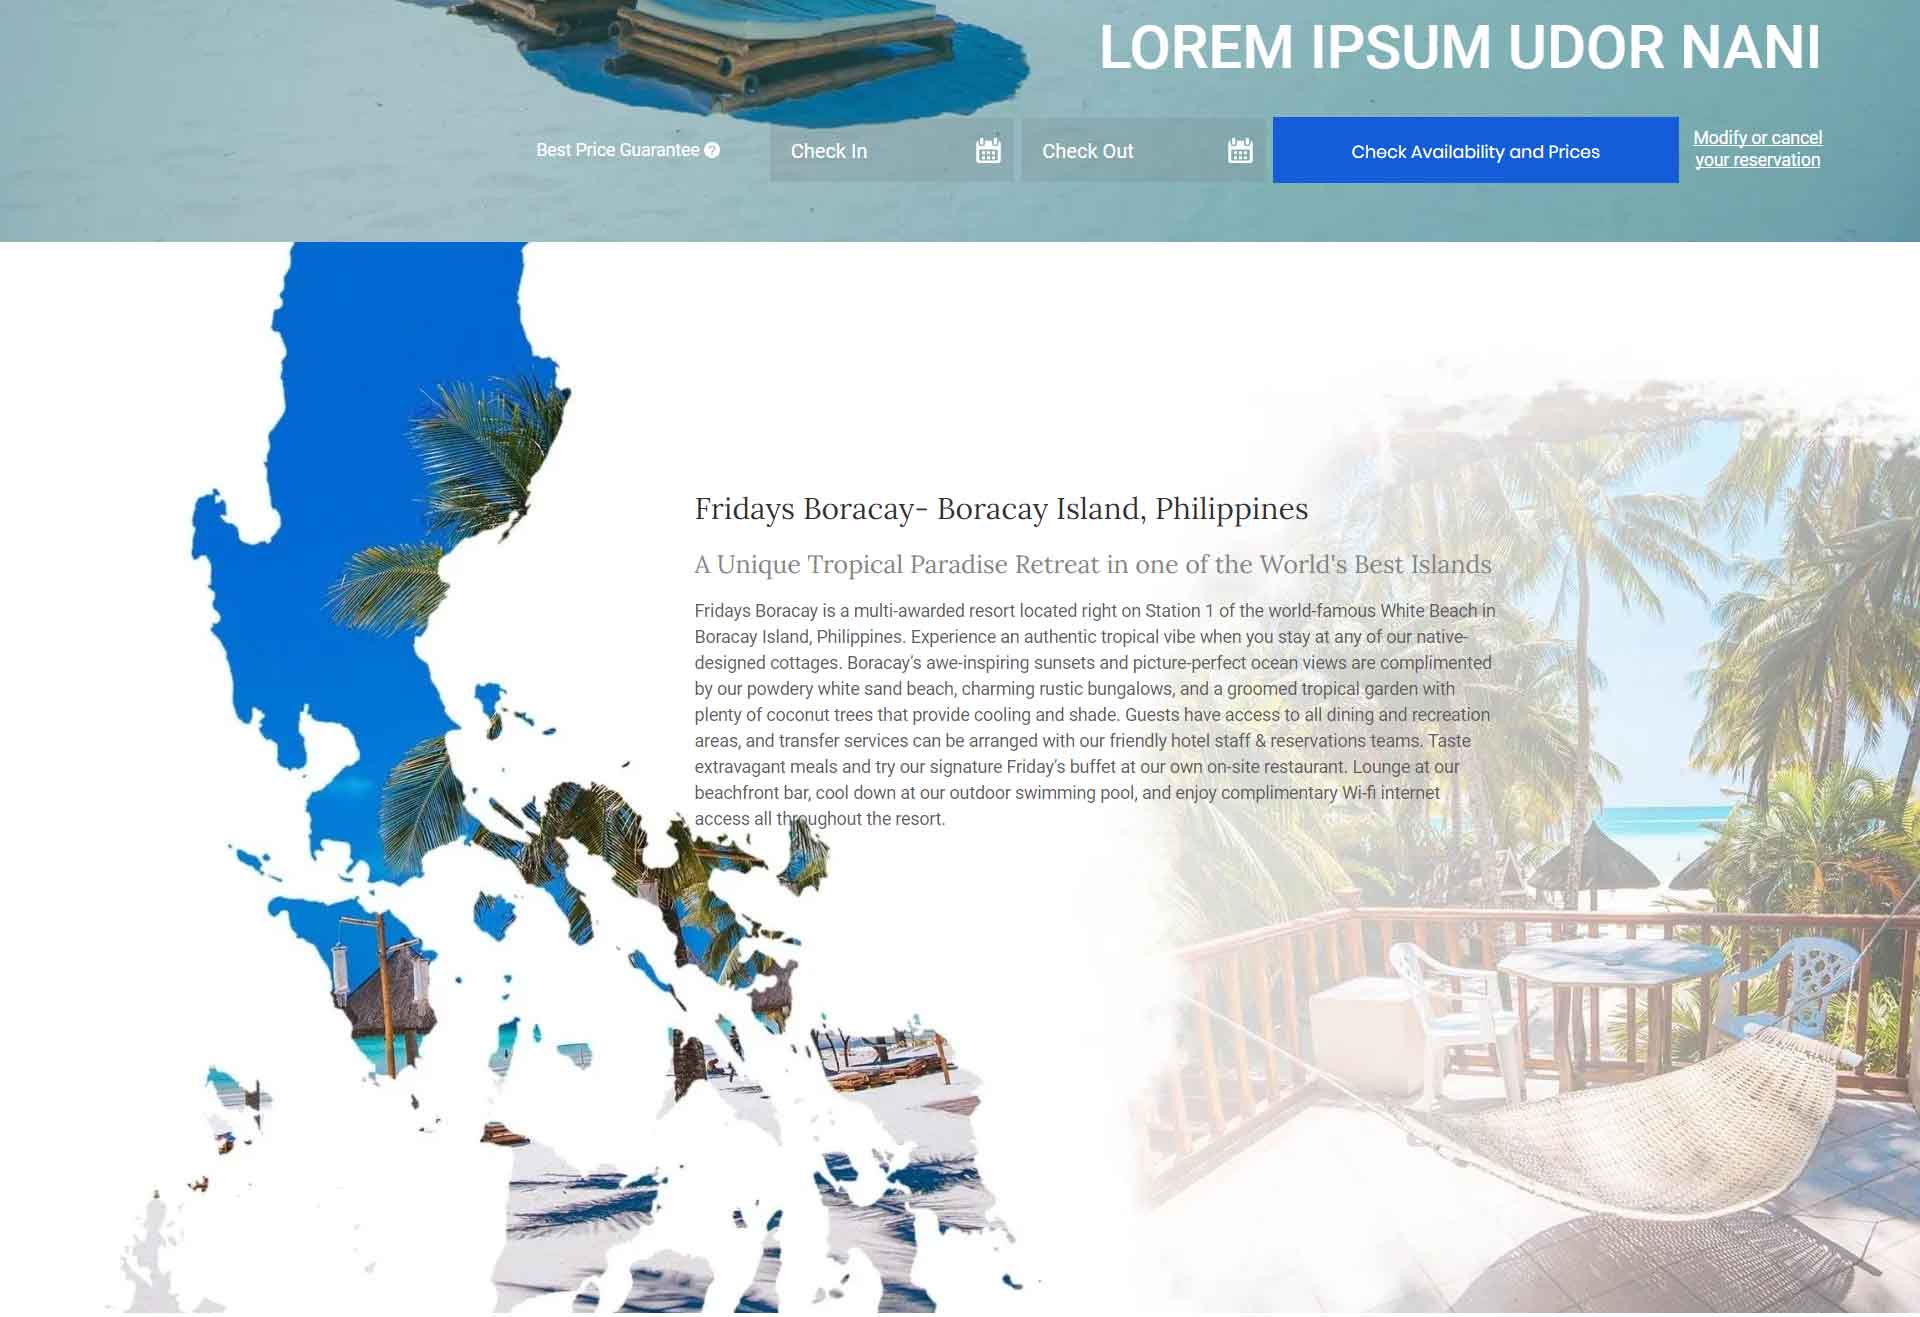 LOREM IPSUM UDOR NANI
Best Price Guarantee ?
Check In
Check Out
Check Availability and Prices
Modify or cancel
your reservation
Fridays Boracay- Boracay Island, Philippines
A Unique Tropical Paradise Retreat in one of the World's Best Islands
Fridays Boracay is a multi-awarded resort located right on Station 1 of the world-famous White Beach in
Boracay Island, Philippines. Experience an authentic tropical vibe when you stay at any of our native-
designed cottages. Boracay's awe-inspiring sunsets and picture-perfect ocean views are complimented
by our powdery white sand beach, charming rustic bungalows, and a groomed tropical garden with
plenty of coconut trees that provide cooling and shade. Guests have access to all dining and recreation
areas, and transfer services can be arranged with our friendly hotel staff & reservations teams. Taste
extravagant meals and try our signature Friday's buffet at our own on-site restaurant. Lounge at our
beachfront bar, cool down at our outdoor swimming pool, and enjoy complimentary Wi-fi internet
access all throughout the resort.